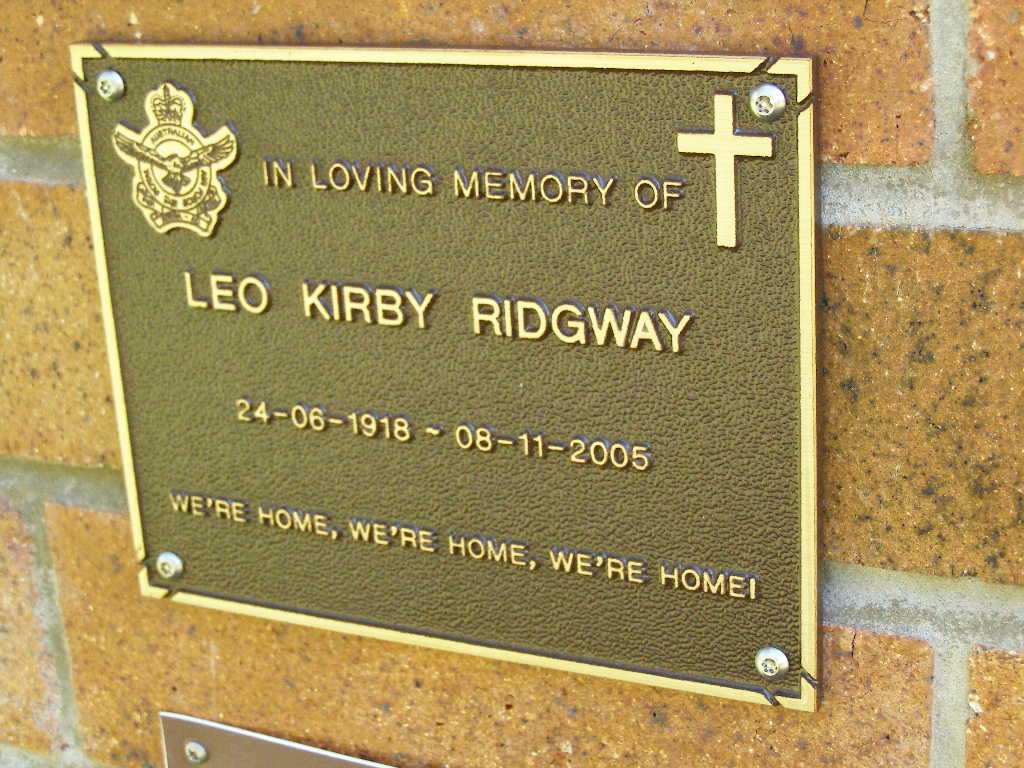 AUSTRALIAN
IN LOVING MEMORY OF
LEO KIRBY RIDGWAY
24-06-1918 ~ 08-11-2005
WE'RE HOME, WE'RE HOME, WE'RE HOME!